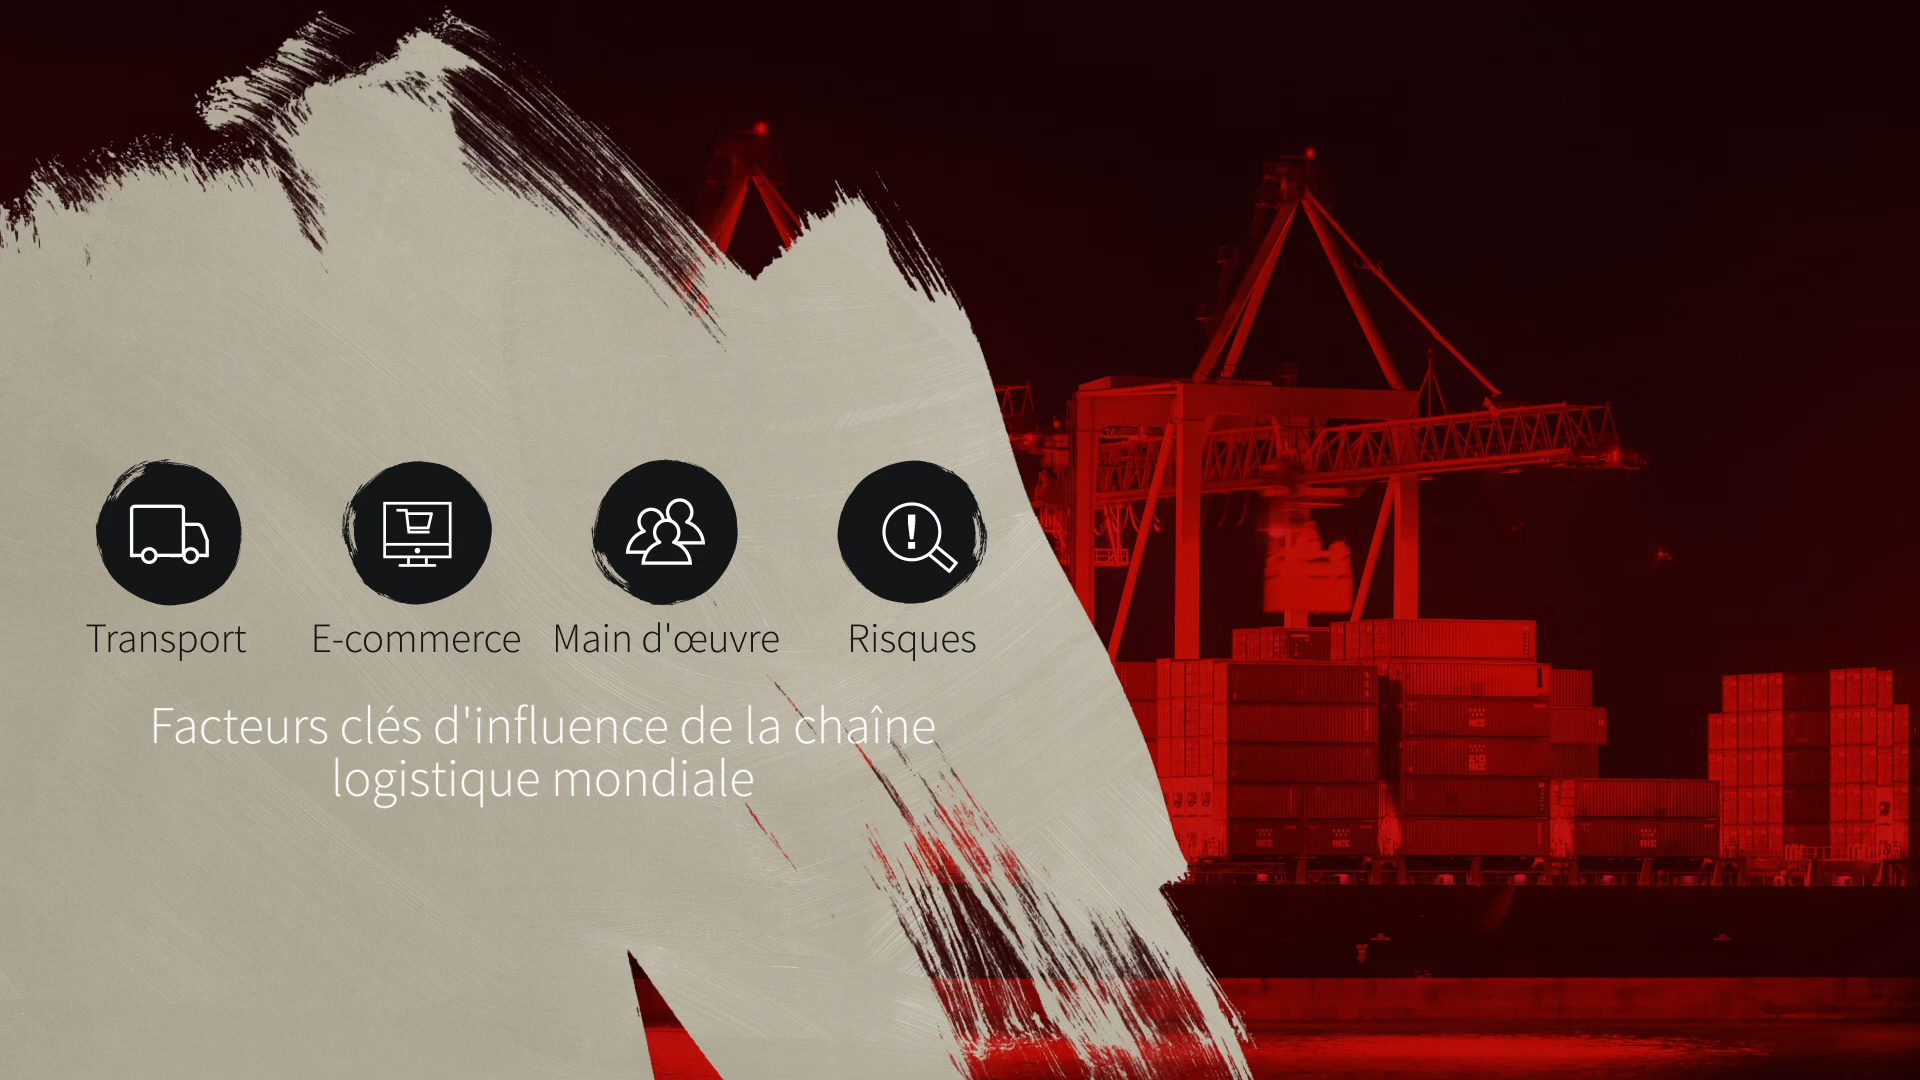 Transport
E-commerce
Main d'œuvre
Risques
Facteurs clés d'influence de la chaîne
logistique mondiale